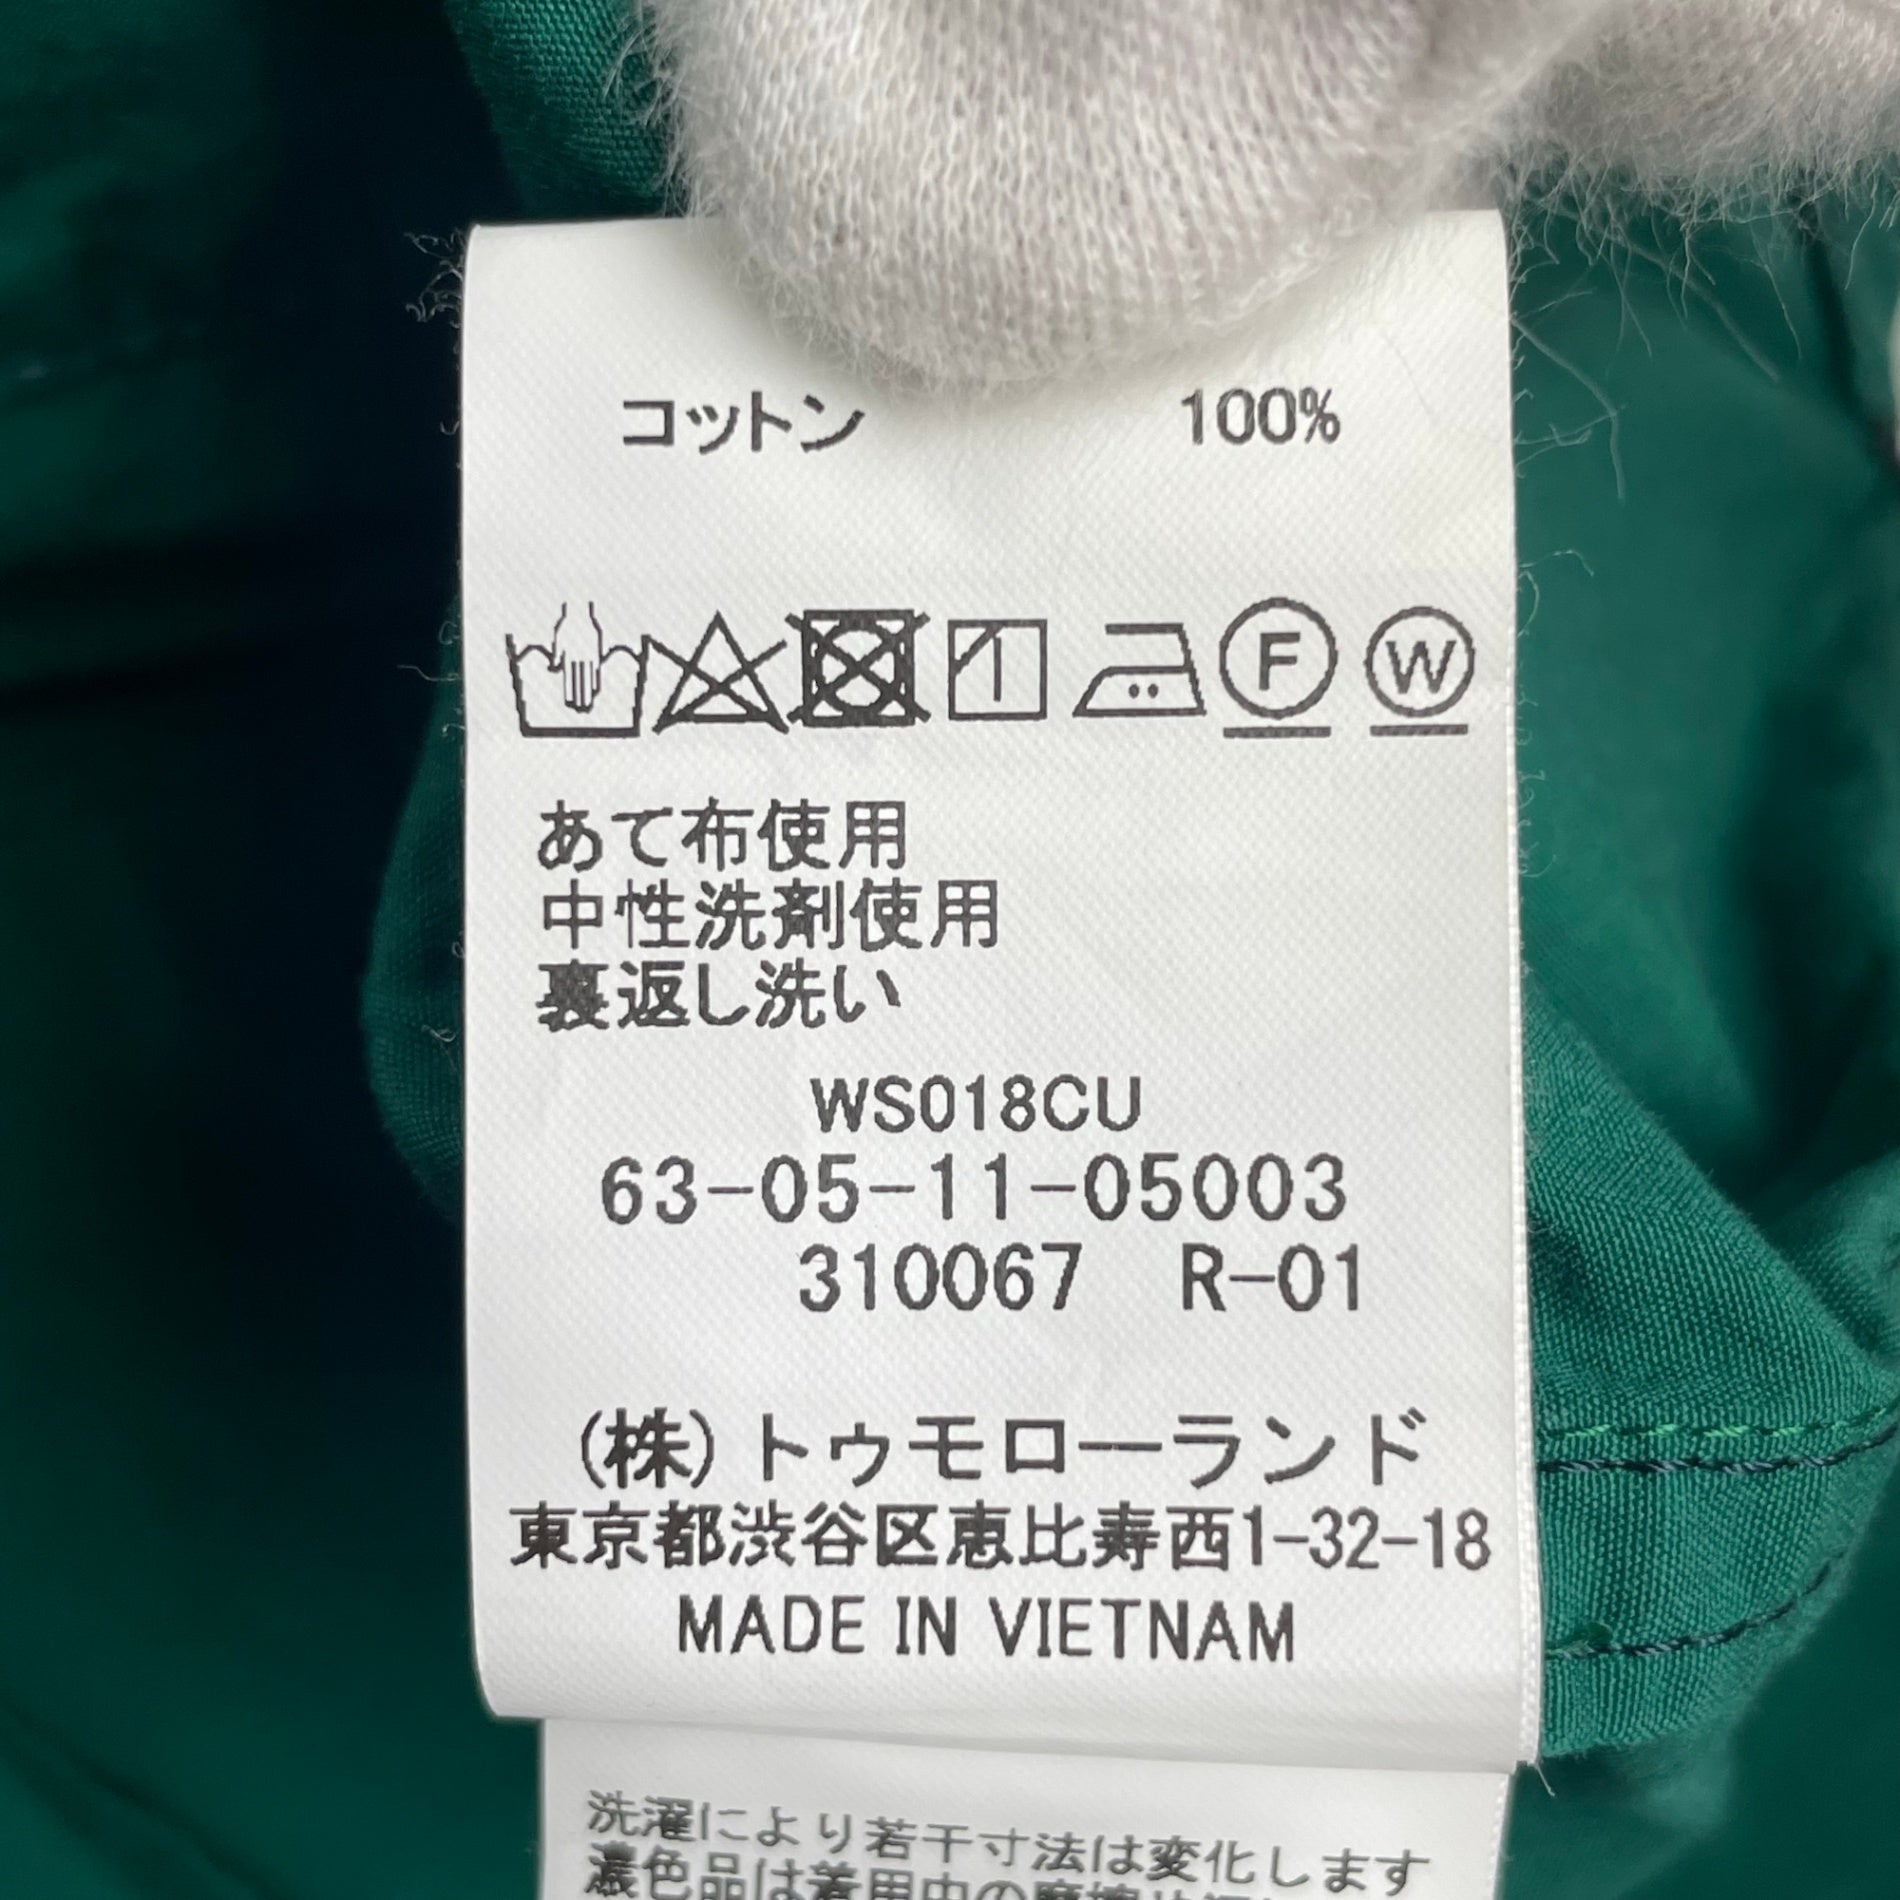 コットン 100%
F W
あて布使用
中性洗剤使用
裏返し洗い
WS018CU
63-05-11-05003
310067 R-01
(株)トゥモローランド
東京都渋谷区恵比寿西1-32-18
MADE IN VIETNAM
洗濯により若干寸法は変化します
濃色品は着用中の摩擦や